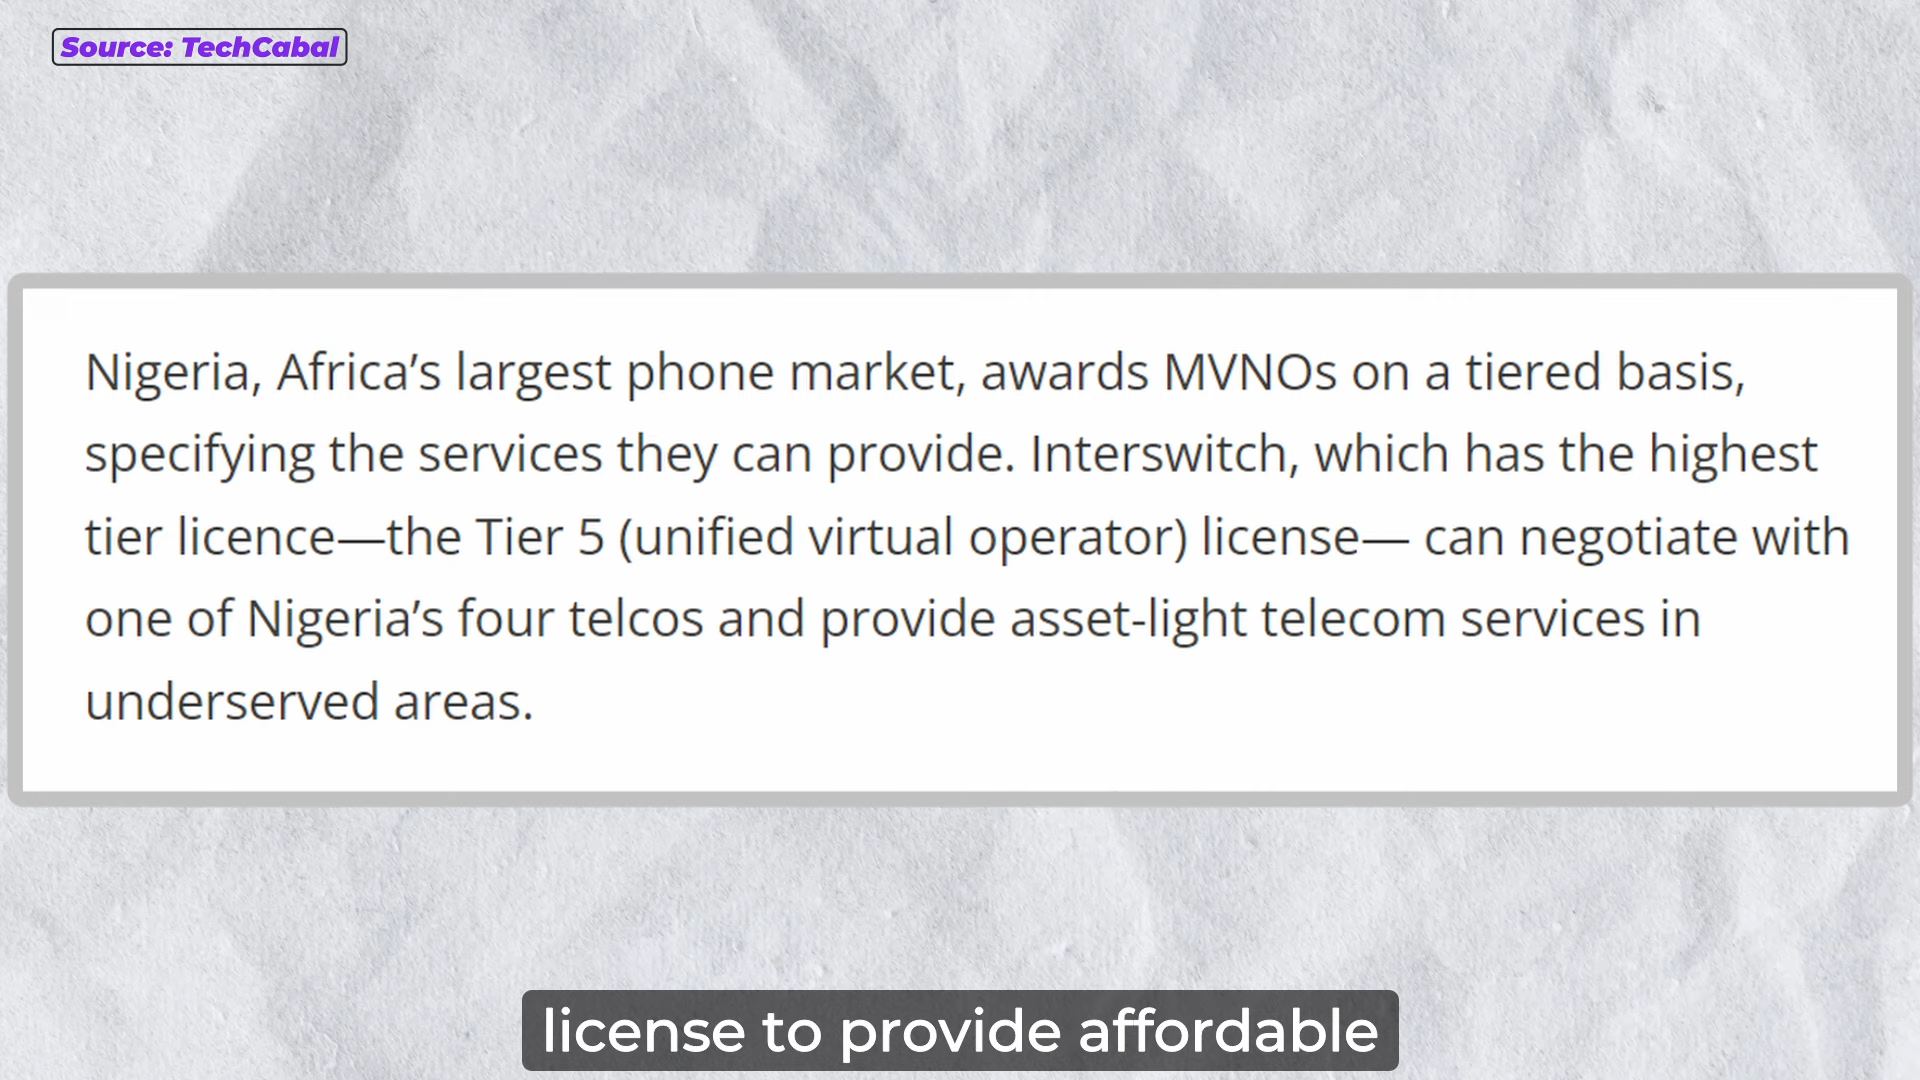 Source: TechCabal
Nigeria, Africa’s largest phone market, awards MVNOs on a tiered basis,
specifying the services they can provide. Interswitch, which has the highest
tier licence—the Tier 5 (unified virtual operator) license— can negotiate with
one of Nigeria’s four telcos and provide asset-light telecom services in
underserved areas.
license to provide affordable